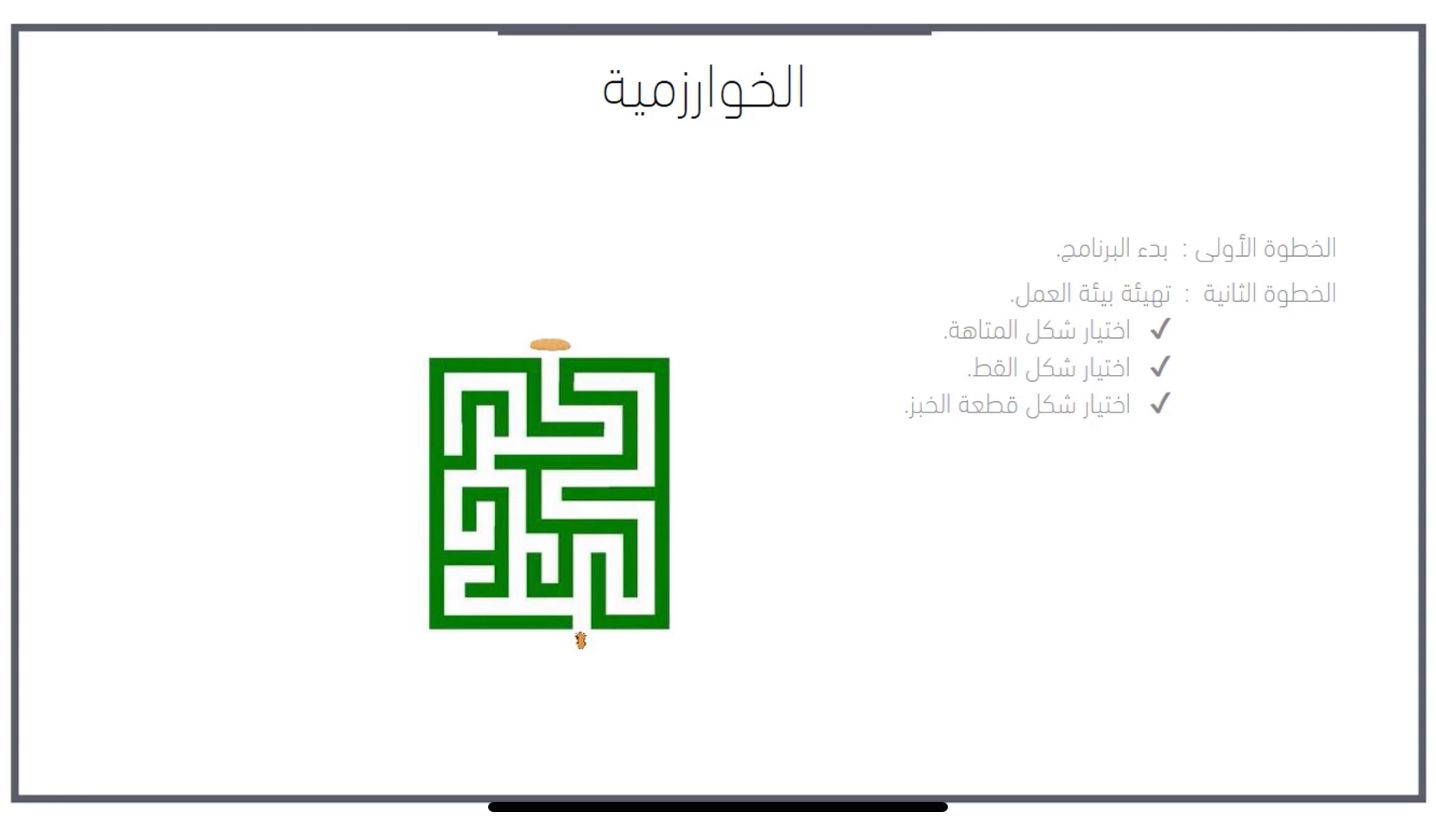 الخوارزمية
الخطوة الأولى : بدء البرنامج.
الخطوة الثانية : تهيئة بيئة العمل.
✓ اختيار شكل المتاهة.
✓ اختيار شكل القط.
✓ اختيار شكل قطعة الخبز.